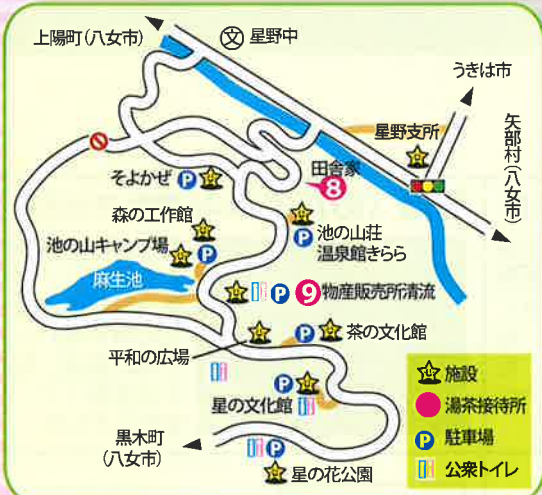 上陽町(八女市)
文 星野中
うきは市
星野支所
矢部村(八女市)
田舎家
8
そよかぜ P
森の工作館
池の山荘
温泉館きらら
P
池の山キャンプ場
P
麻生池
P 9 物産販売所清流
平和の広場
P 茶の文化館
P
星の文化館
黒木町
(八女市)
P
星の花公園
施設
湯茶接待所
P 駐車場
公衆トイレ